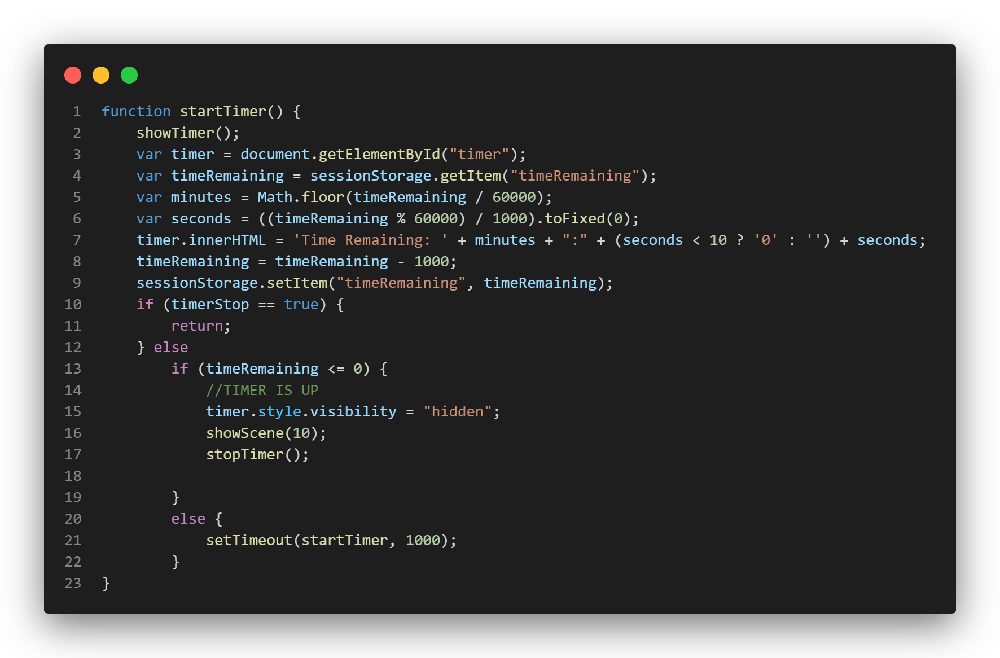 1 function startTimer() {
2     showTimer();
3     var timer = document.getElementById("timer");
4     var timeRemaining = sessionStorage.getItem("timeRemaining");
5     var minutes = Math.floor(timeRemaining / 60000);
6     var seconds = ((timeRemaining % 60000) / 1000).toFixed(0);
7     timer.innerHTML = 'Time Remaining: ' + minutes + ":" + (seconds < 10 ? '0' : '') + seconds;
8     timeRemaining = timeRemaining - 1000;
9     sessionStorage.setItem("timeRemaining", timeRemaining);
10     if (timerStop == true) {
11         return;
12     } else
13         if (timeRemaining <= 0) {
14             //TIMER IS UP
15             timer.style.visibility = "hidden";
16             showScene(10);
17             stopTimer();
18
19         }
20         else {
21             setTimeout(startTimer, 1000);
22         }
23 }